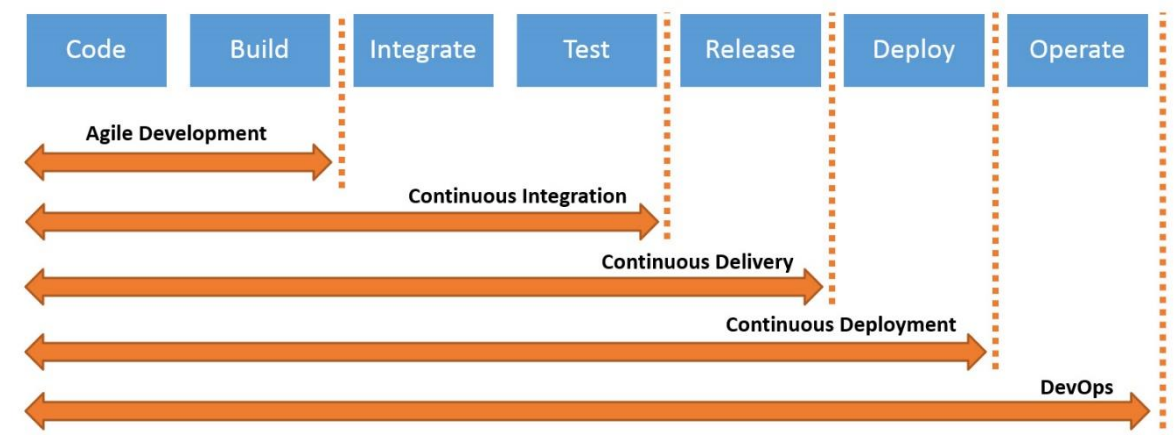 Code Build Integrate Test Release Deploy Operate
Agile Development
Continuous Integration
Continuous Delivery
Continuous Deployment
DevOps